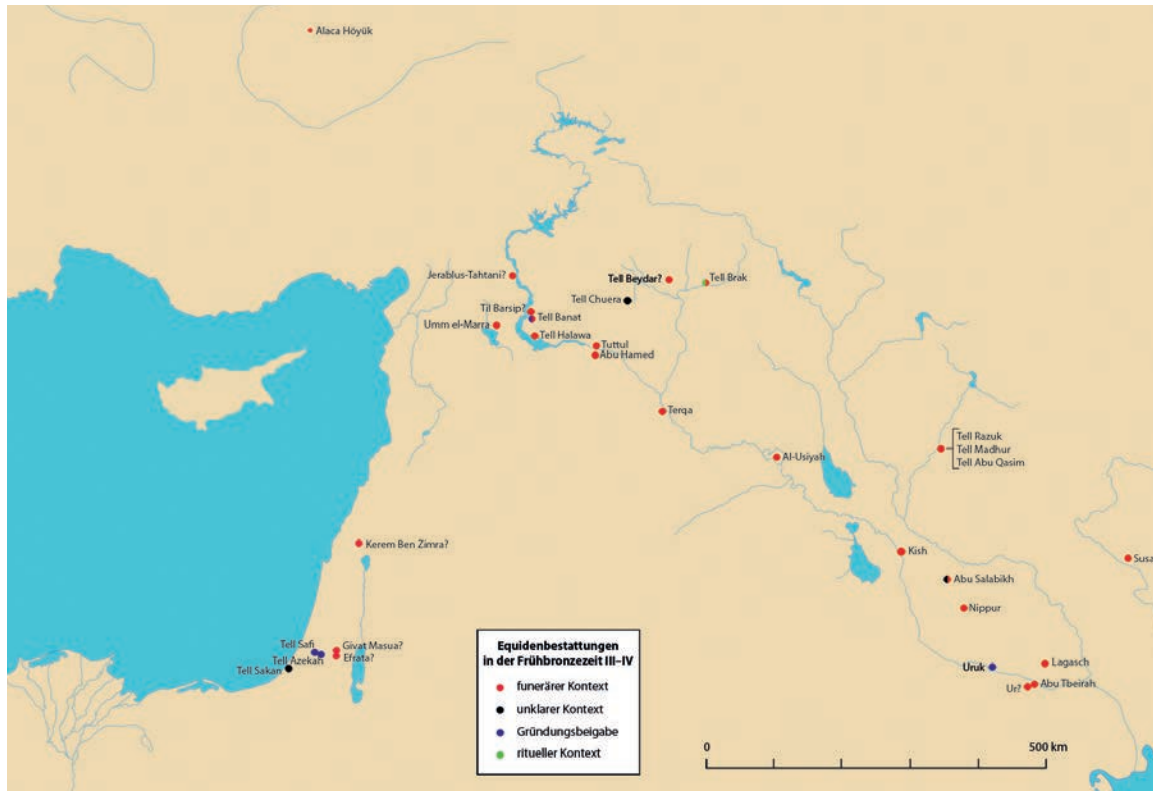 Alaca Höyük
Jerablus-Tahtani?
Tell Beydar?
Tell Brak
Tell Chuera
Til Barsip?
Tell Banat
Umm el-Marra
Tell Halawa
Tuttul
Abu Hamed
Terqa
Al-Usiyah
Tell Razuk
Tell Madhur
Tell Abu Qasim
Kerem Ben Zimra?
Kish
Susa
Abu Salabikh
Nippur
Tell Safi
Givat Masua?
Tell Azekah
Efrata?
Tell Sakan
Uruk
Lagasch
Ur?
Abu Tbeirah
Equidenbestattungen
in der Frühbronzezeit III–IV
funerärer Kontext
unklarer Kontext
Gründungsbeigabe
ritueller Kontext
0
500 km